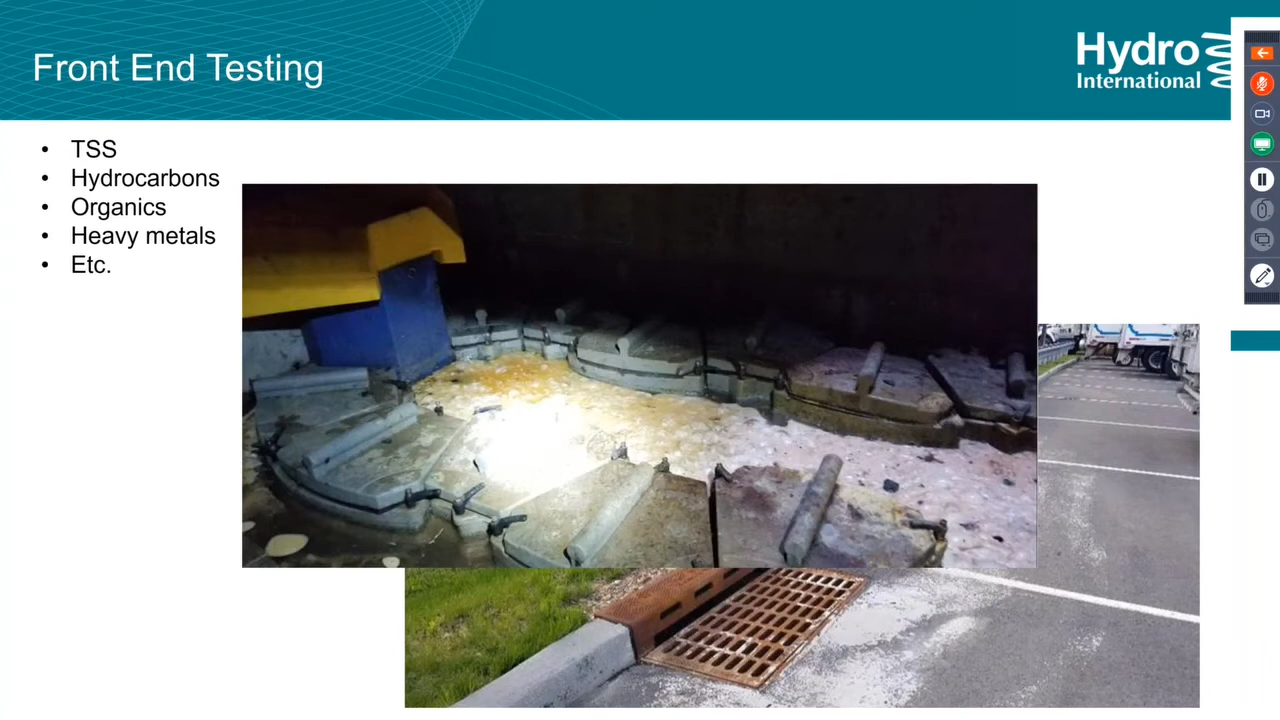 Front End Testing
Hydro
International
• TSS
• Hydrocarbons
• Organics
• Heavy metals
• Etc.